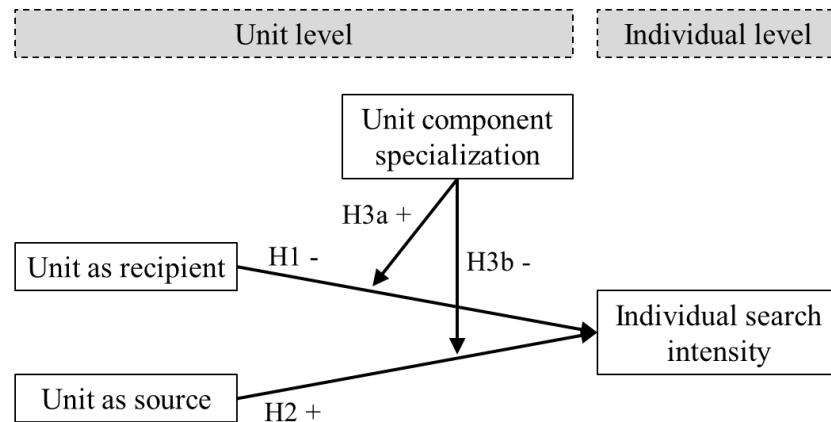 Unit level
Individual level
Unit component
specialization
H3a +
H1 -
H3b -
Unit as recipient
Individual search
intensity
Unit as source
H2 +